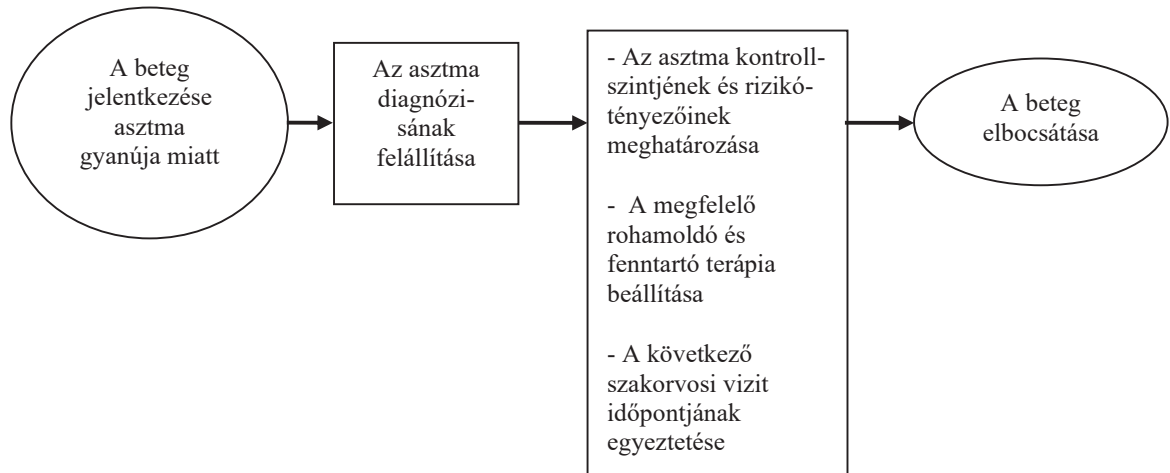 A beteg
jelentkezése
asztma
gyanúja miatt
Az asztma
diagnózi-
sának
felállítása
- Az asztma kontroll-
szintjének és rizikó-
tényezőinek
meghatározása
- A megfelelő
rohamoldó és
fenntartó terápia
beállítása
- A következő
szakorvosi vizit
időpontjának
egyeztetése
A beteg
elbocsátása